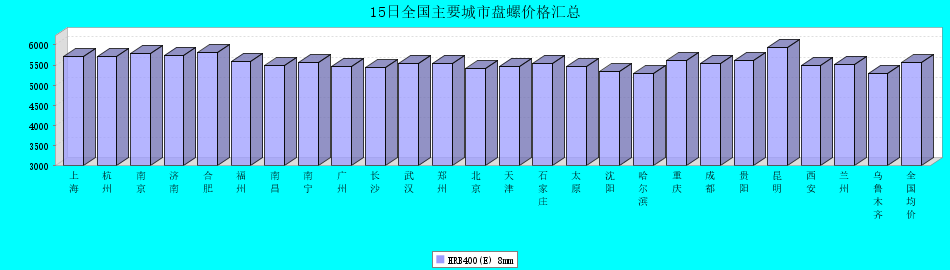 15日全国主要城市盘螺价格汇总
6000
5500
5000
4500
4000
3500
3000
上海
杭州
南京
济南
合肥
福州
南昌
南宁
广州
长沙
武汉
郑州
北京
天津
石家庄
太原
沈阳
哈尔滨
重庆
成都
贵阳
昆明
西安
兰州
乌鲁木齐
全国均价
HRB400(E) 8mm